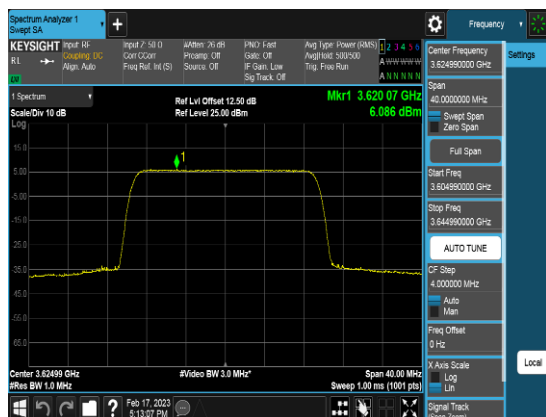 Spectrum Analyzer 1
Swept SA
+
Frequency
KEYSIGHT
RL
LV
Input: RF
Coupling: DC
Align: Auto
Input Z: 50 Ω
Corr CCorr
Freq Ref: Int (S)
#Atten: 26 dB
Preamp: Off
Source: Off
PNO: Fast
Gate: Off
IF Gain: Low
Sig Track: Off
Avg Type: Power (RMS)
Avg|Hold: 500/500
Trig: Free Run
1 2 3 4 5 6
A W W W W W
A N N N N N
1 Spectrum
Scale/Div 10 dB
Log
Ref Lvl Offset 12.50 dB
Ref Level 25.00 dBm
Mkr1 3.620 07 GHz
6.086 dBm
1
15.0
5.00
-5.00
-15.0
-25.0
-35.0
-45.0
-55.0
-65.0
Center 3.62499 GHz
#Res BW 1.0 MHz
#Video BW 3.0 MHz*
Span 40.00 MHz
Sweep 1.00 ms (1001 pts)
Feb 17, 2023
5:13:07 PM
?
Center Frequency
3.624990000 GHz
Span
40.0000000 MHz
Swept Span
Zero Span
Full Span
Start Freq
3.604990000 GHz
Stop Freq
3.644990000 GHz
AUTO TUNE
CF Step
4.000000 MHz
Auto
Man
Freq Offset
0 Hz
X Axis Scale
Log
Lin
Signal Track
(Span Zoom)
Settings
Local